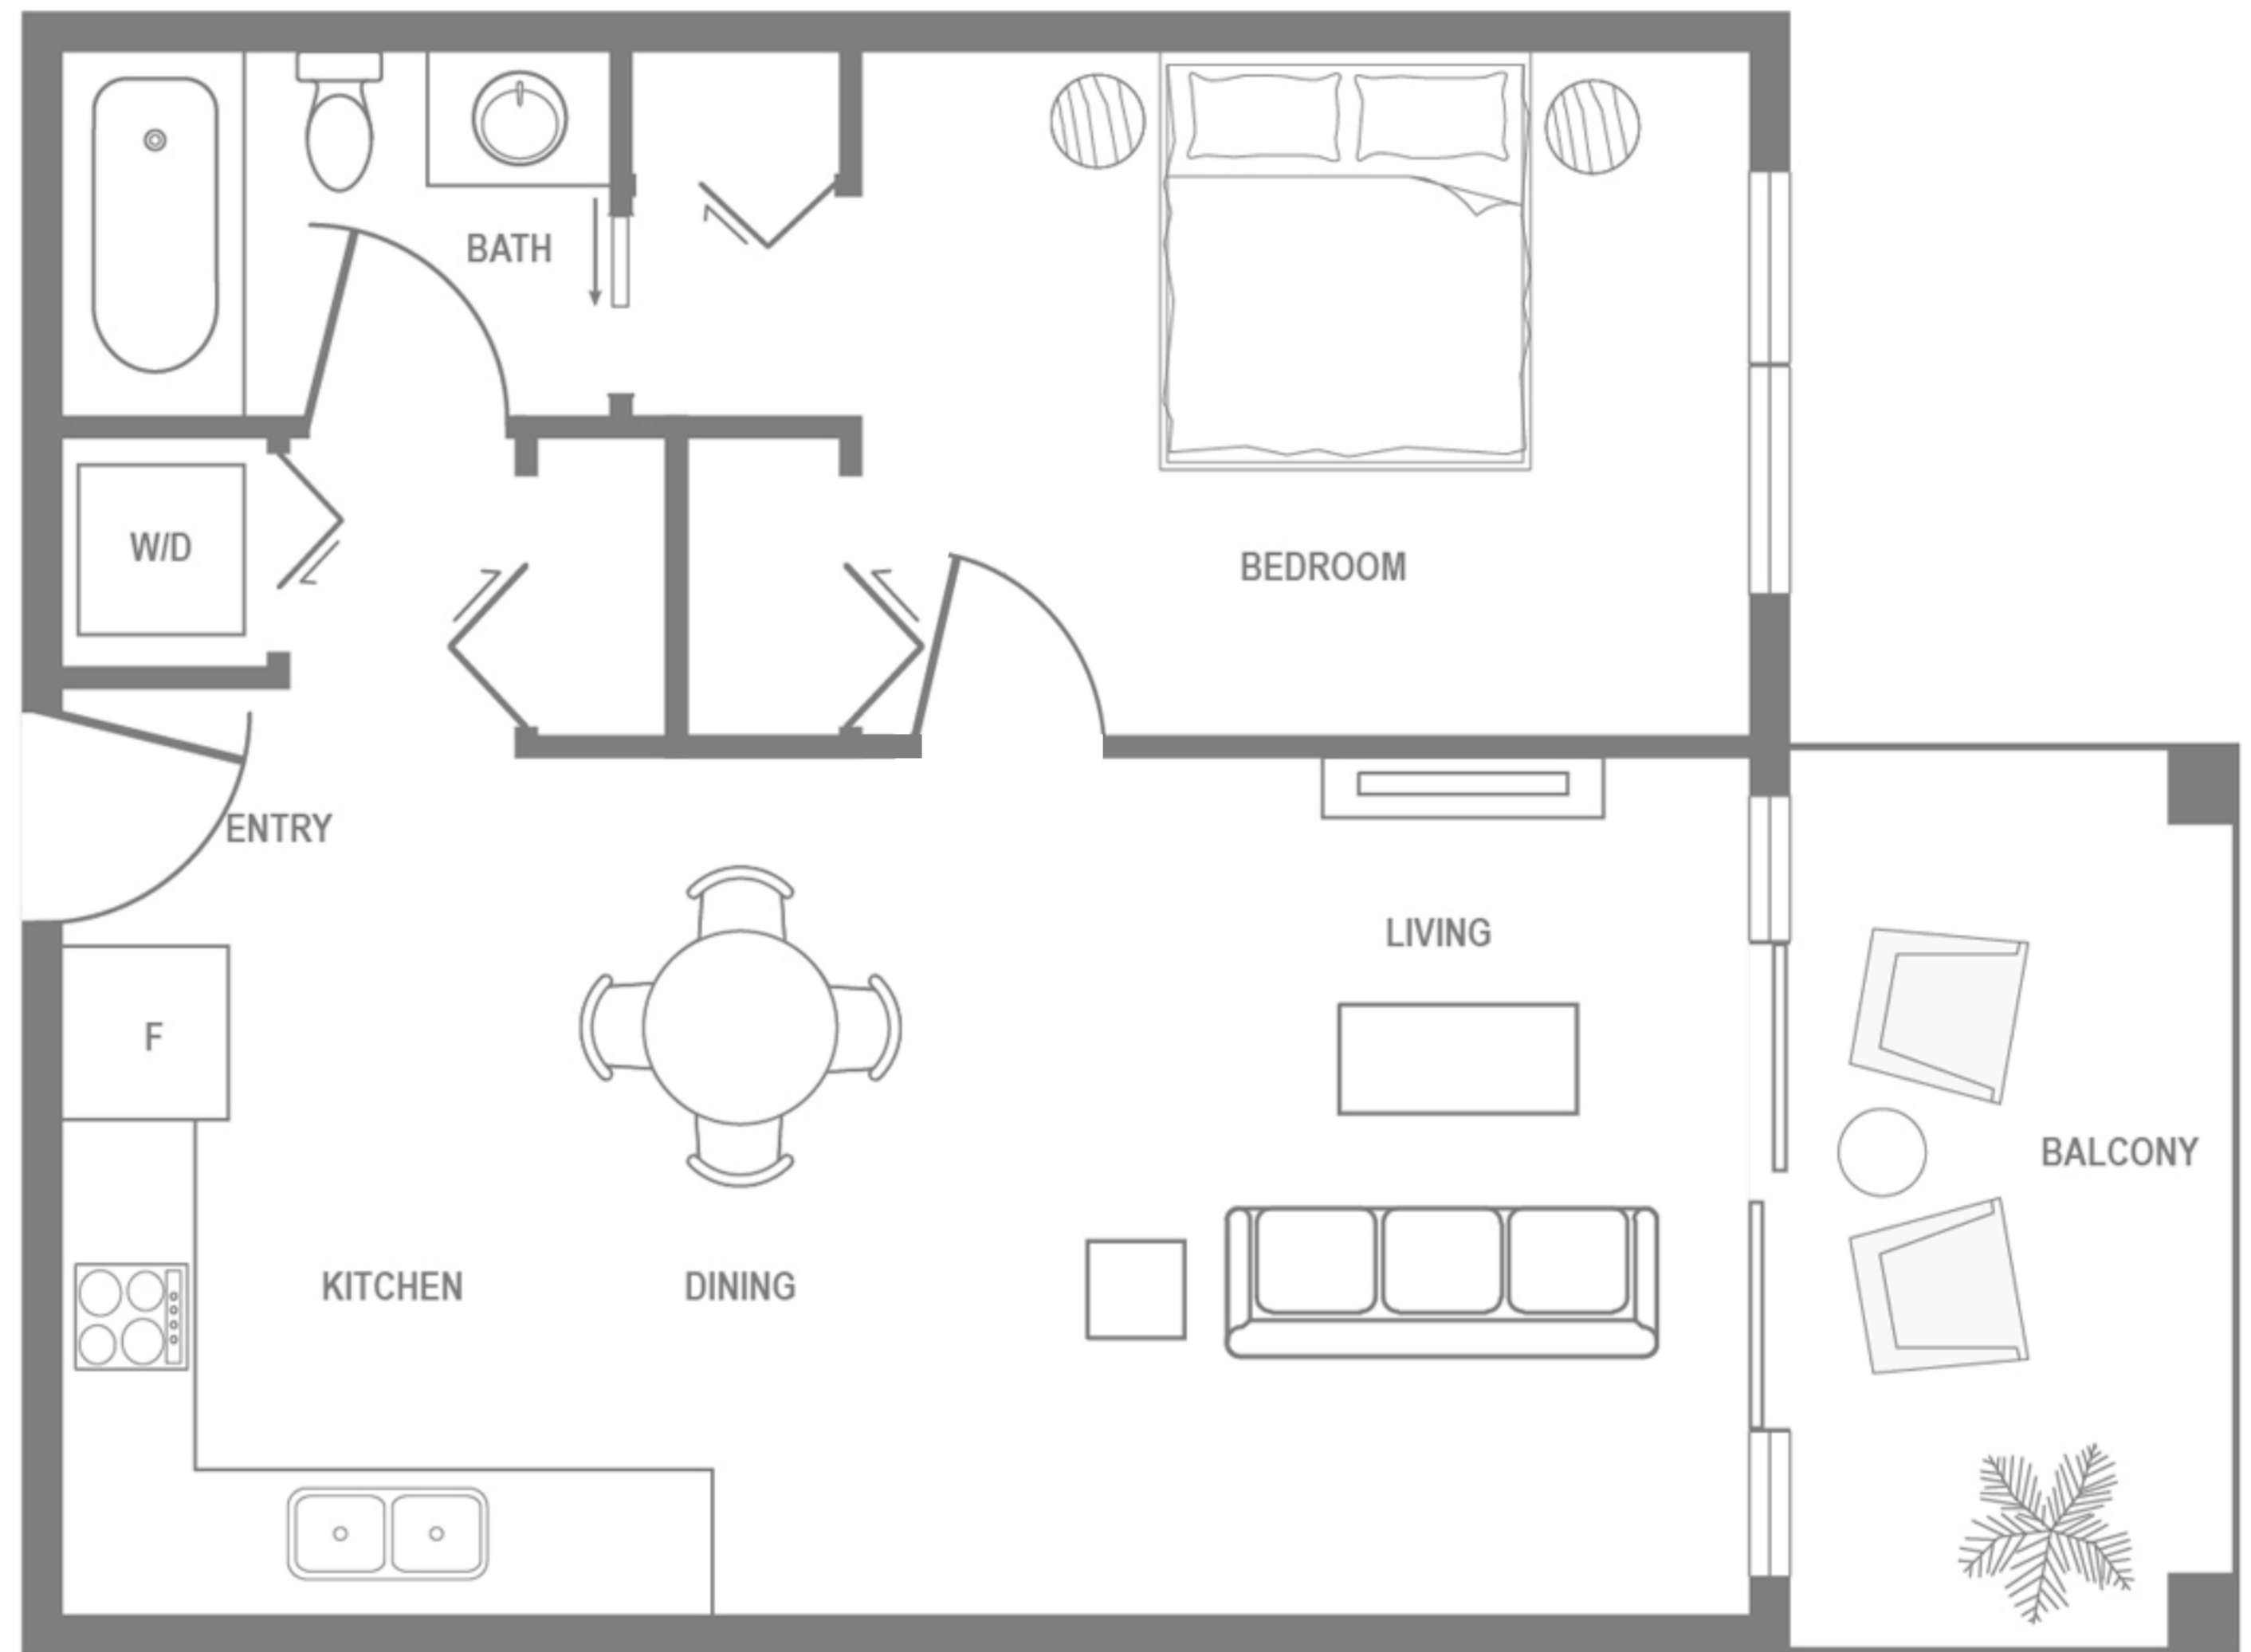 BATH
W/D
BEDROOM
ENTRY
LIVING
F
BALCONY
KITCHEN
DINING